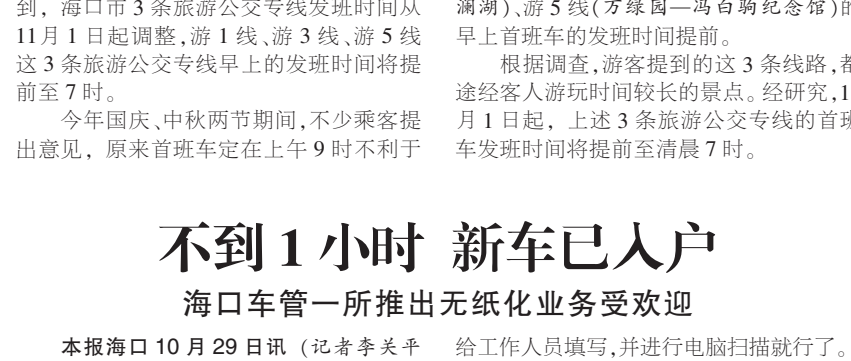 到，海口市3条旅游公交专线发班时间从
11月1日起调整,游1线、游3线、游5线
这3条旅游公交专线早上的发班时间将提
前至7时。
今年国庆、中秋两节期间,不少乘客提
出意见，原来首班车定在上午9时不利于
澜湖)、游5线(万绿园—冯白驹纪念馆)的
早上首班车的发班时间提前。
根据调查,游客提到的这3条线路,都
途经客人游玩时间较长的景点。经研究,1
月1日起，上述3条旅游公交专线的首班
车发班时间将提前至清晨7时。
不到1小时 新车已入户
海口车管一所推出无纸化业务受欢迎
本报海口10月29日讯（记者李关平
给工作人员填写,并进行电脑扫描就行了。